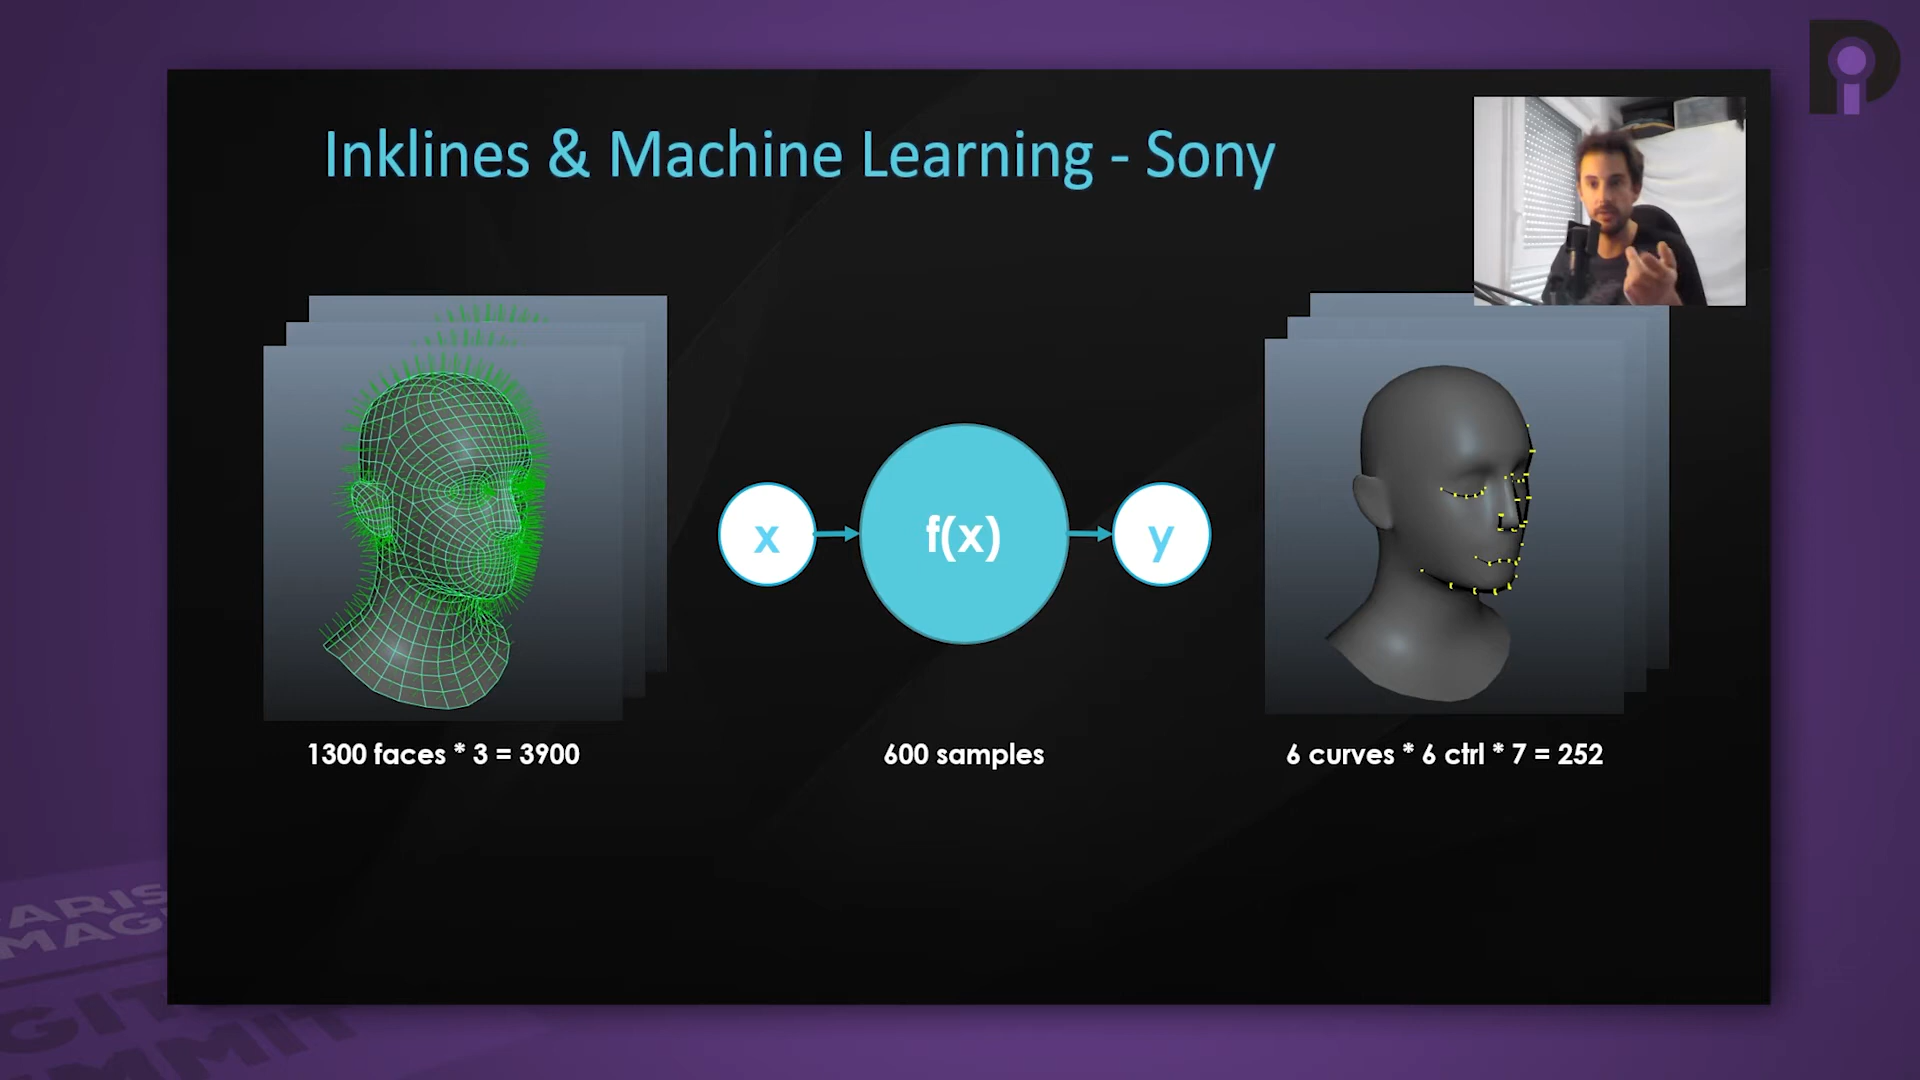 Inklines & Machine Learning - Sony
x
f(x)
y
1300 faces * 3 = 3900
600 samples
6 curves * 6 ctrl * 7 = 252